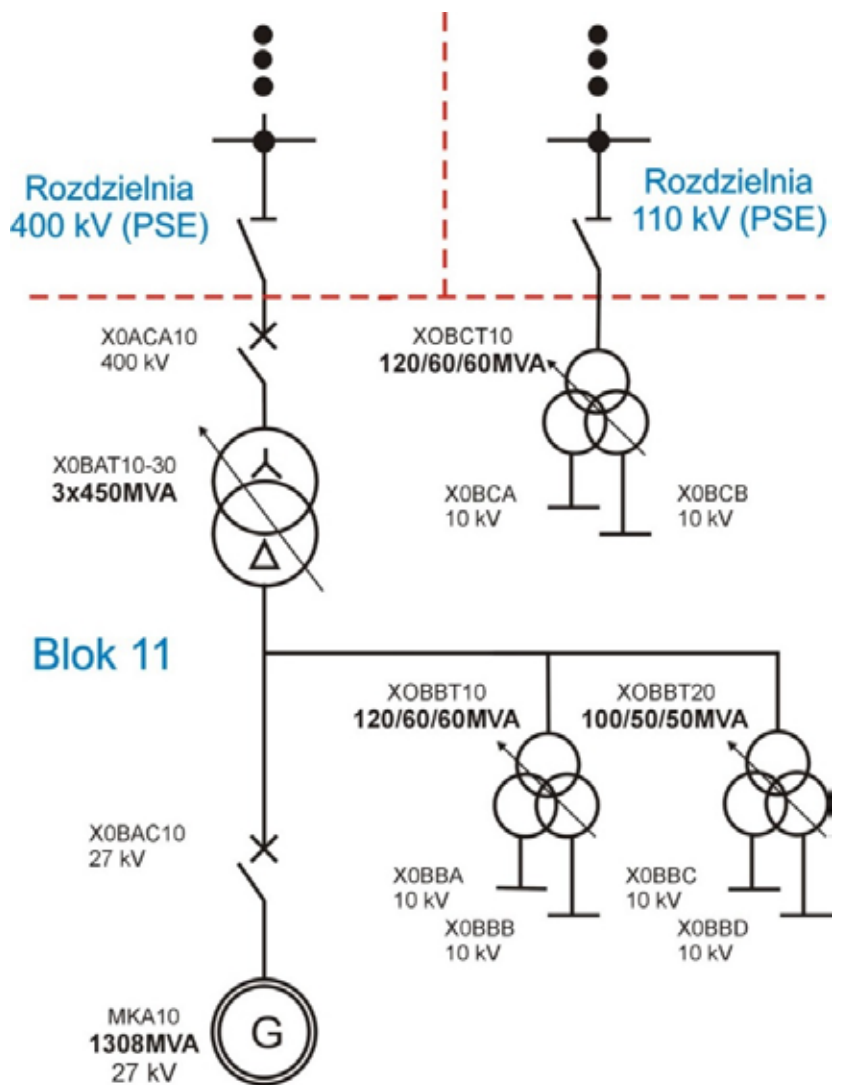 Rozdzielnia
400 kV (PSE)
Rozdzielnia
110 kV (PSE)
X0ACA10
400 kV
XOBCT10
120/60/60MVA
X0BAT10-30
3x450MVA
X0BCA
10 kV
X0BCB
10 kV
Blok 11
XOBBT10
120/60/60MVA
XOBBT20
100/50/50MVA
X0BAC10
27 kV
X0BBA
10 kV
X0BBB
10 kV
X0BBC
10 kV
X0BBD
10 kV
MKA10
1308MVA
27 kV
G